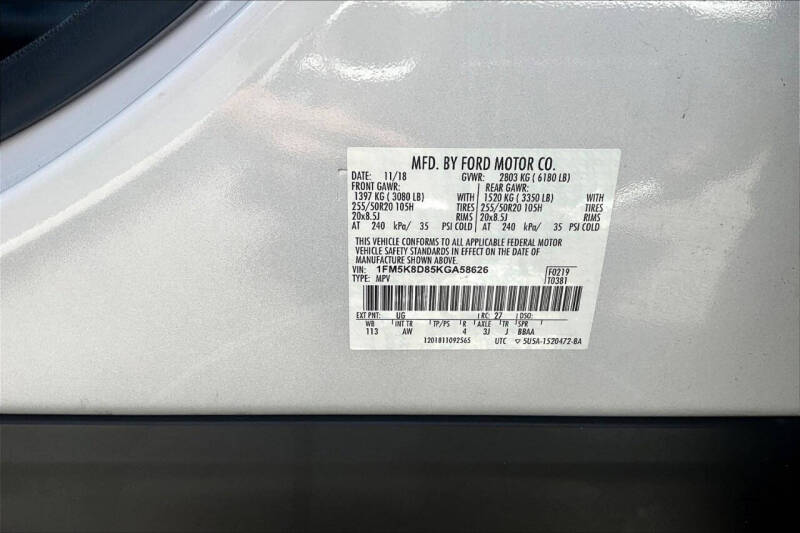 MFD. BY FORD MOTOR CO.
DATE: 11/18 GVWR: 2803 KG ( 6180 LB)
FRONT GAWR: REAR GAWR:
1397 KG ( 3080 LB) WITH 1520 KG ( 3350 LB) WITH
255/50R20 105H TIRES 255/50R20 105H TIRES
20x8.5J RIMS 20x8.5J RIMS
AT 240 kPa/ 35 PSI COLD AT 240 kPa/ 35 PSI COLD
THIS VEHICLE CONFORMS TO ALL APPLICABLE FEDERAL MOTOR
VEHICLE SAFETY STANDARDS IN EFFECT ON THE DATE OF
MANUFACTURE SHOWN ABOVE.
VIN: 1FM5K8D85KGA58626 F0219
TYPE: MPV T0381
EXT PNT: UG RC: 27 DSO:
WB INT TR TP/PS R AXLE TR SPR
113 AW 4 3J J BBAA
1201811092565 UTC ▽ 5U5A-1520472-BA